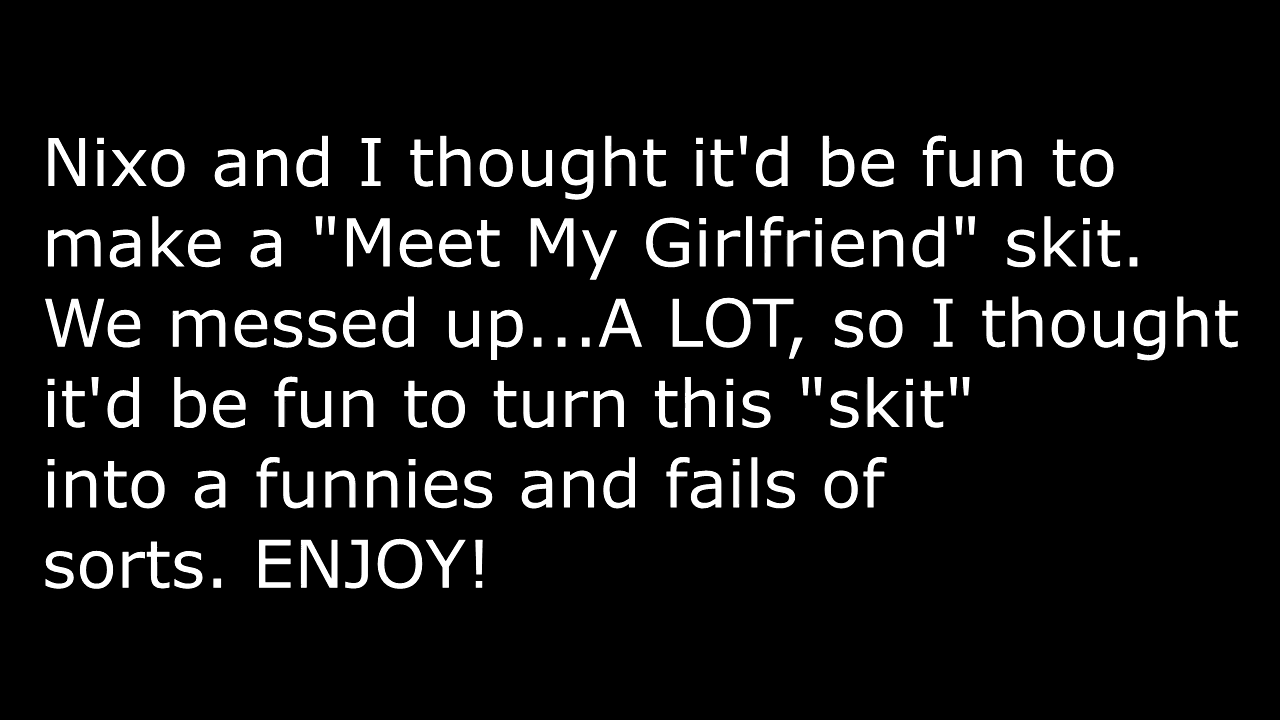 Nixo and I thought it'd be fun to
make a "Meet My Girlfriend" skit.
We messed up...A LOT, so I thought
it'd be fun to turn this "skit"
into a funnies and fails of
sorts. ENJOY!